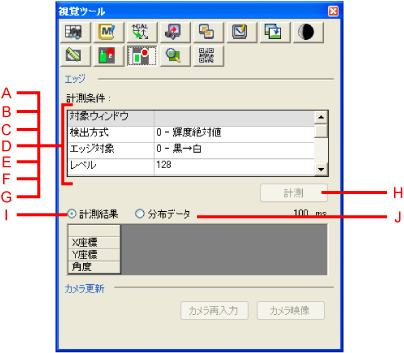 視覚ツール
+CAL
エッジ
計測条件：
対象ウィンドウ
検出方式 0 - 輝度絶対値
エッジ対象 0 - 黒→白
レベル 128
計測
計測結果 分布データ 100 ms
X座標
Y座標
角度
カメラ更新
カメラ再入力 カメラ映像
A
B
C
D
E
F
G
H
I
J